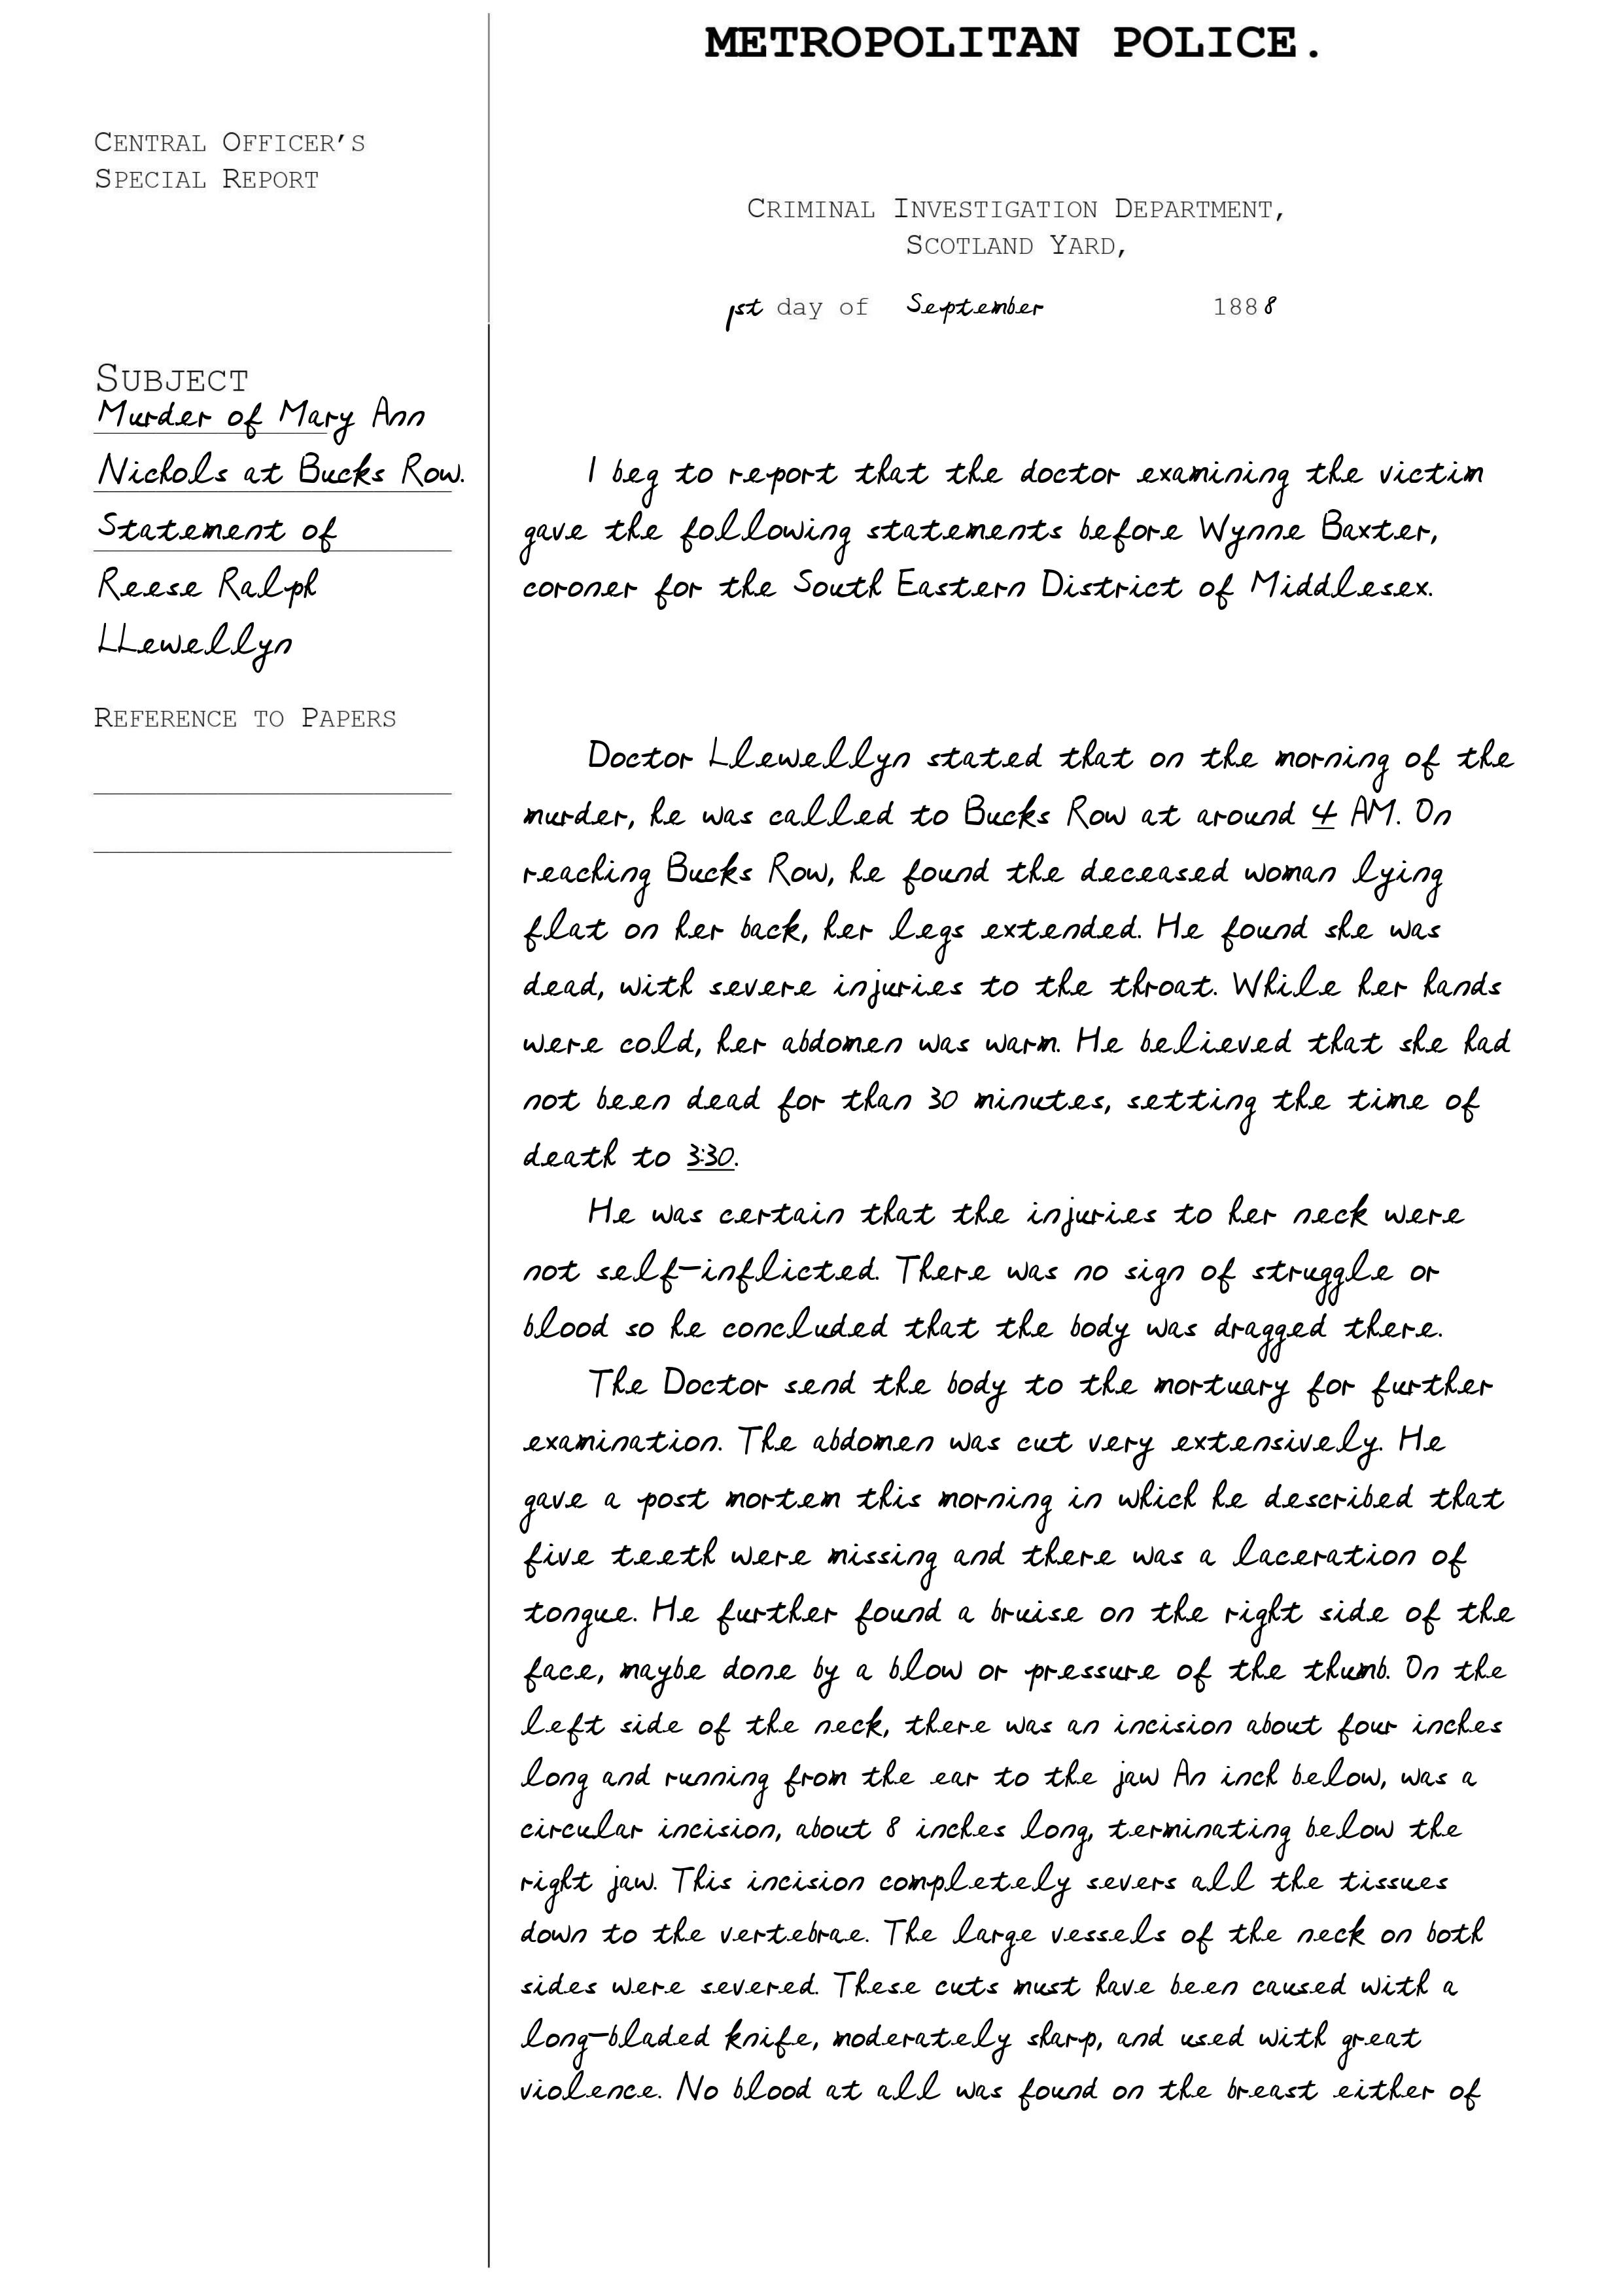 METROPOLITAN POLICE.
CENTRAL OFFICER'S
SPECIAL REPORT
CRIMINAL INVESTIGATION DEPARTMENT,
SCOTLAND YARD,
1st day of September 1888
SUBJECT
Murder of Mary Ann
Nichols at Bucks Row.
Statement of
Reese Ralph
LLewellyn
REFERENCE TO PAPERS
I beg to report that the doctor examining the victim
gave the following statements before Wynne Baxter,
coroner for the South Eastern District of Middlesex.
Doctor Llewellyn stated that on the morning of the
murder, he was called to Bucks Row at around 4 AM. On
reaching Bucks Row, he found the deceased woman lying
flat on her back, her legs extended. He found she was
dead, with severe injuries to the throat. While her hands
were cold, her abdomen was warm. He believed that she had
not been dead for than 30 minutes, setting the time of
death to 3:30.
He was certain that the injuries to her neck were
not self-inflicted. There was no sign of struggle or
blood so he concluded that the body was dragged there.
The Doctor send the body to the mortuary for further
examination. The abdomen was cut very extensively. He
gave a post mortem this morning in which he described that
five teeth were missing and there was a laceration of
tongue. He further found a bruise on the right side of the
face, maybe done by a blow or pressure of the thumb. On the
left side of the neck, there was an incision about four inches
long and running from the ear to the jaw An inch below, was a
circular incision, about 8 inches long, terminating below the
right jaw. This incision completely severs all the tissues
down to the vertebrae. The large vessels of the neck on both
sides were severed. These cuts must have been caused with a
long-bladed knife, moderately sharp, and used with great
violence. No blood at all was found on the breast either of